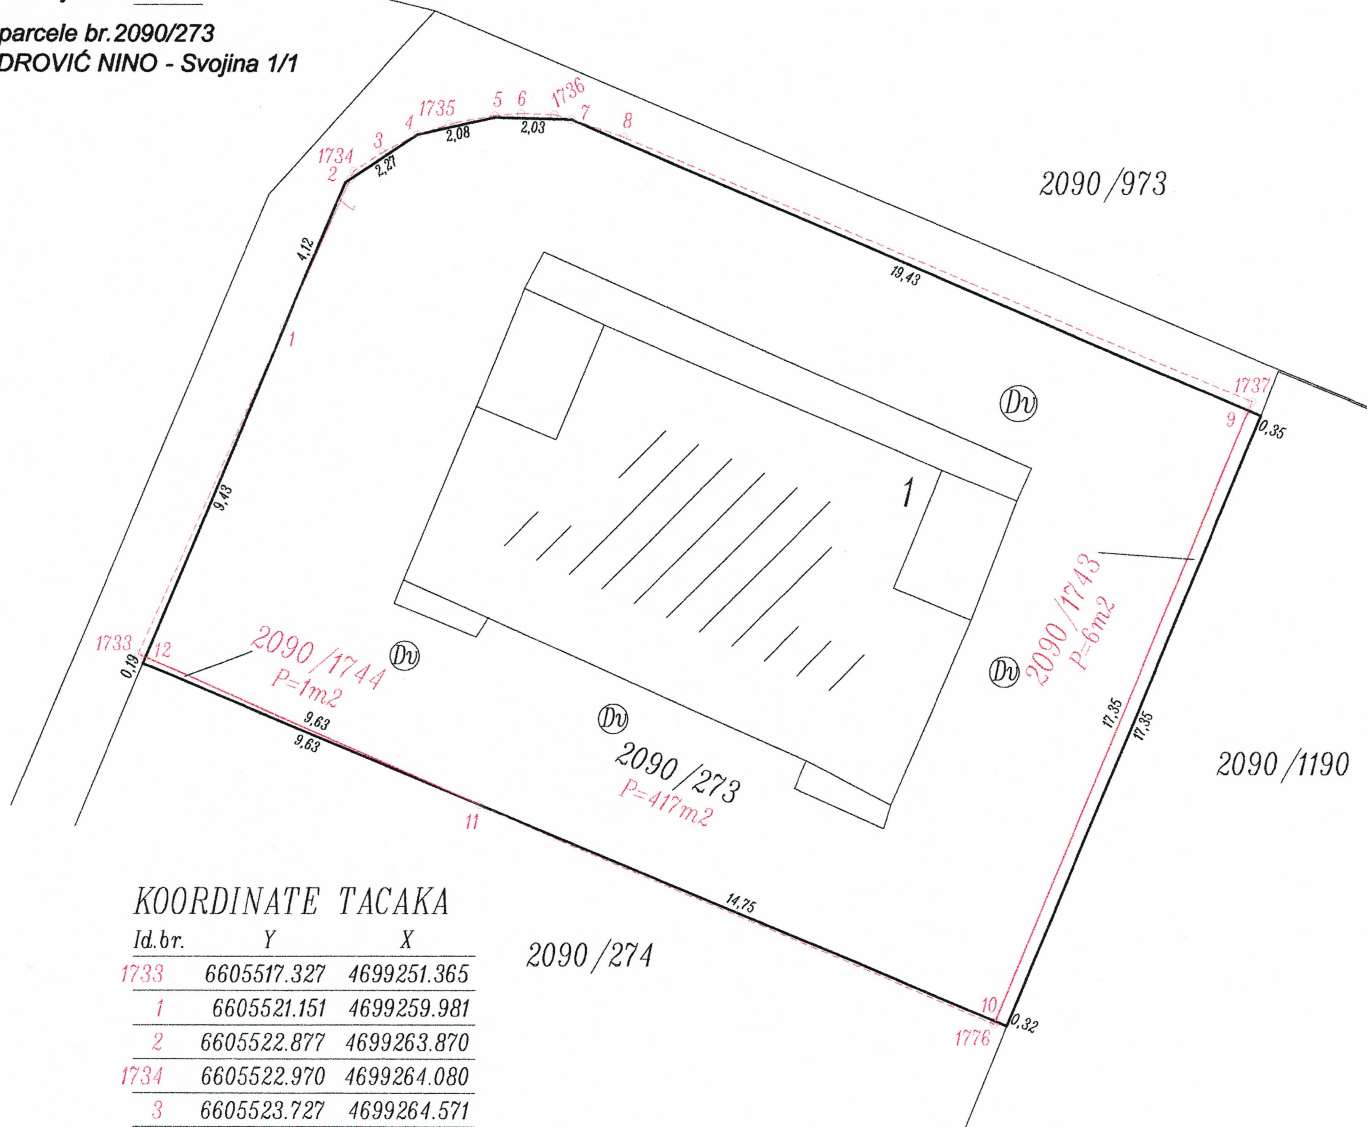 parcele br.2090/273
DROVIĆ NINO - Svojina 1/1
5
6
1736
7
8
1735
4
3
1734
2
2,27
2,08
2,03
4,12
1
9,43
19,43
2090/973
1737
9
0,35
Dv
1
2090/1743
P=6m2
17,35
17,35
2090/1190
1733
12
0,19
2090/1744
P=1m2
9,63
9,63
Dv
Dv
Dv
2090/273
P=417m2
11
14,75
10
1776
0,32
2090/274
KOORDINATE TACAKA
Id.br. Y X
1733 6605517.327 4699251.365
1 6605521.151 4699259.981
2 6605522.877 4699263.870
1734 6605522.970 4699264.080
3 6605523.727 4699264.571